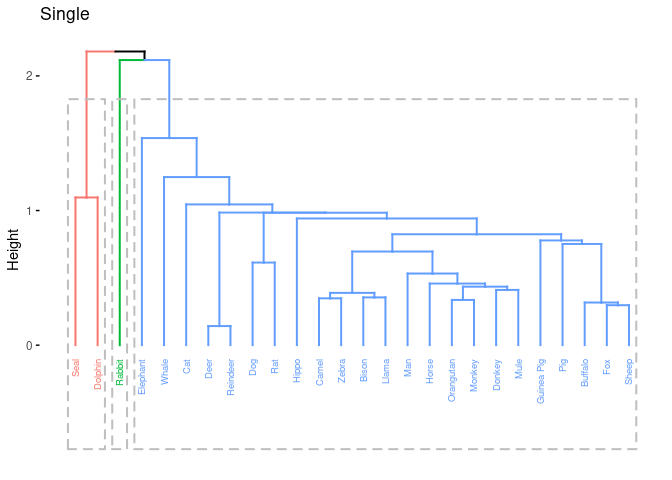 Single
2
1
0
Height
Seal
Dolphin
Rabbit
Elephant
Whale
Cat
Deer
Reindeer
Dog
Rat
Hippo
Camel
Zebra
Bison
Llama
Man
Horse
Orangutan
Monkey
Donkey
Mule
Guinea Pig
Pig
Buffalo
Fox
Sheep